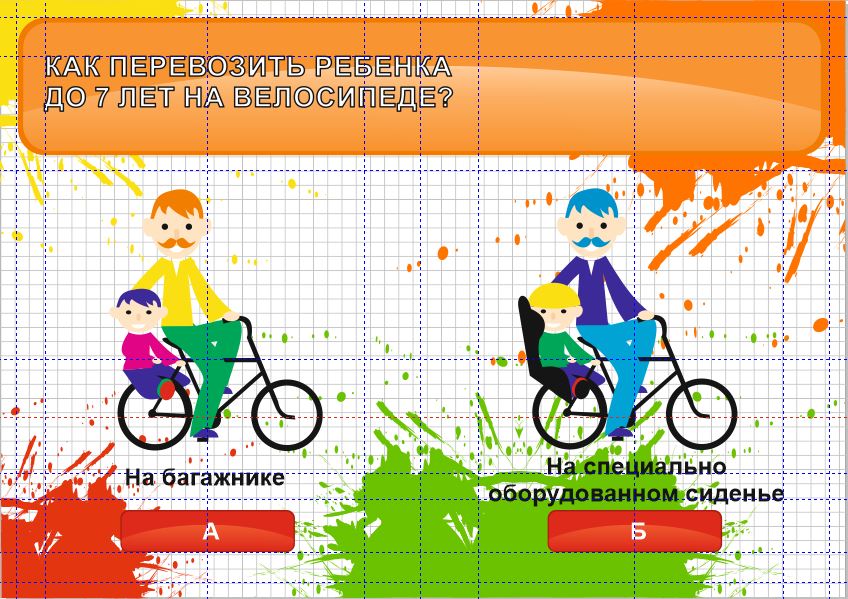 КАК ПЕРЕВОЗИТЬ РЕБЕНКА
ДО 7 ЛЕТ НА ВЕЛОСИПЕДЕ?
На багажнике
А
На специально
оборудованном сиденье
Б